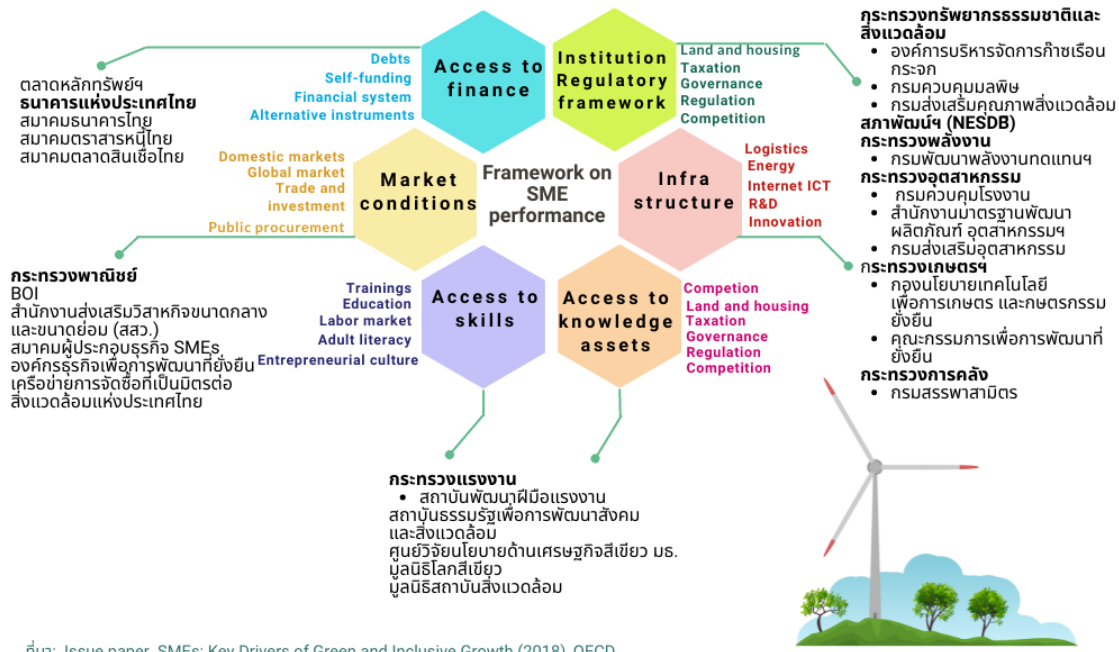 Access to
finance
Debts
Self-funding
Financial system
Alternative instruments
ตลาดหลักทรัพย์ฯ
ธนาคารแห่งประเทศไทย
สมาคมธนาคารไทย
สมาคมตราสารหนี้ไทย
สมาคมตลาดสินเชื่อไทย
Institution
Regulatory
framework
Land and housing
Taxation
Governance
Regulation
Competition
Market
conditions
Domestic markets
Global market
Trade and
investment
Public procurement
Framework on
SME
performance
Infra
structure
Logistics
Energy
Internet ICT
R&D
Innovation
กระทรวงทรัพยากรธรรมชาติและ
สิ่งแวดล้อม
• องค์การบริหารจัดการก๊าซเรือน
กระจก
• กรมควบคุมมลพิษ
• กรมส่งเสริมคุณภาพสิ่งแวดล้อม
สภาพัฒน์ฯ (NESDB)
กระทรวงพลังงาน
• กรมพัฒนาพลังงานทดแทนฯ
กระทรวงอุตสาหกรรม
• กรมควบคุมโรงงาน
• สำนักงานมาตรฐานพัฒนา
ผลิตภัณฑ์ อุตสาหกรรมฯ
• กรมส่งเสริมอุตสาหกรรม
กระทรวงเกษตรฯ
• กองนโยบายเทคโนโลยี
เพื่อการเกษตร และกษตรกรรม
ยั่งยืน
• คณะกรรมการเพื่อการพัฒนาที่
ยั่งยืน
กระทรวงการคลัง
• กรมสรรพาสามิตร
กระทรวงพาณิชย์
BOI
สำนักงานส่งเสริมวิสาหกิจขนาดกลาง
และขนาดย่อม (สสว.)
สมาคมผู้ประกอบธุรกิจ SMEs
องค์กรธุรกิจเพื่อการพัฒนาที่ยั่งยืน
เครือข่ายการจัดซื้อที่เป็นมิตรต่อ
สิ่งแวดล้อมแห่งประเทศไทย
Access to
skills
Trainings
Education
Labor market
Adult literacy
Entrepreneurial culture
Access to
knowledge
assets
Competion
Land and housing
Taxation
Governance
Regulation
Competition
กระทรวงแรงงาน
• สถาบันพัฒนาฝีมือแรงงาน
สถาบันธรรมรัฐเพื่อการพัฒนาสังคม
และสิ่งแวดล้อม
ศูนย์วิจัยนโยบายด้านเศรษฐกิจสีเขียว มธ.
มูลนิธิโลกสีเขียว
มูลนิธิสถาบันสิ่งแวดล้อม
ที่มา: Issue paper, SMEs: Key Drivers of Green and Inclusive Growth (2018), OECD